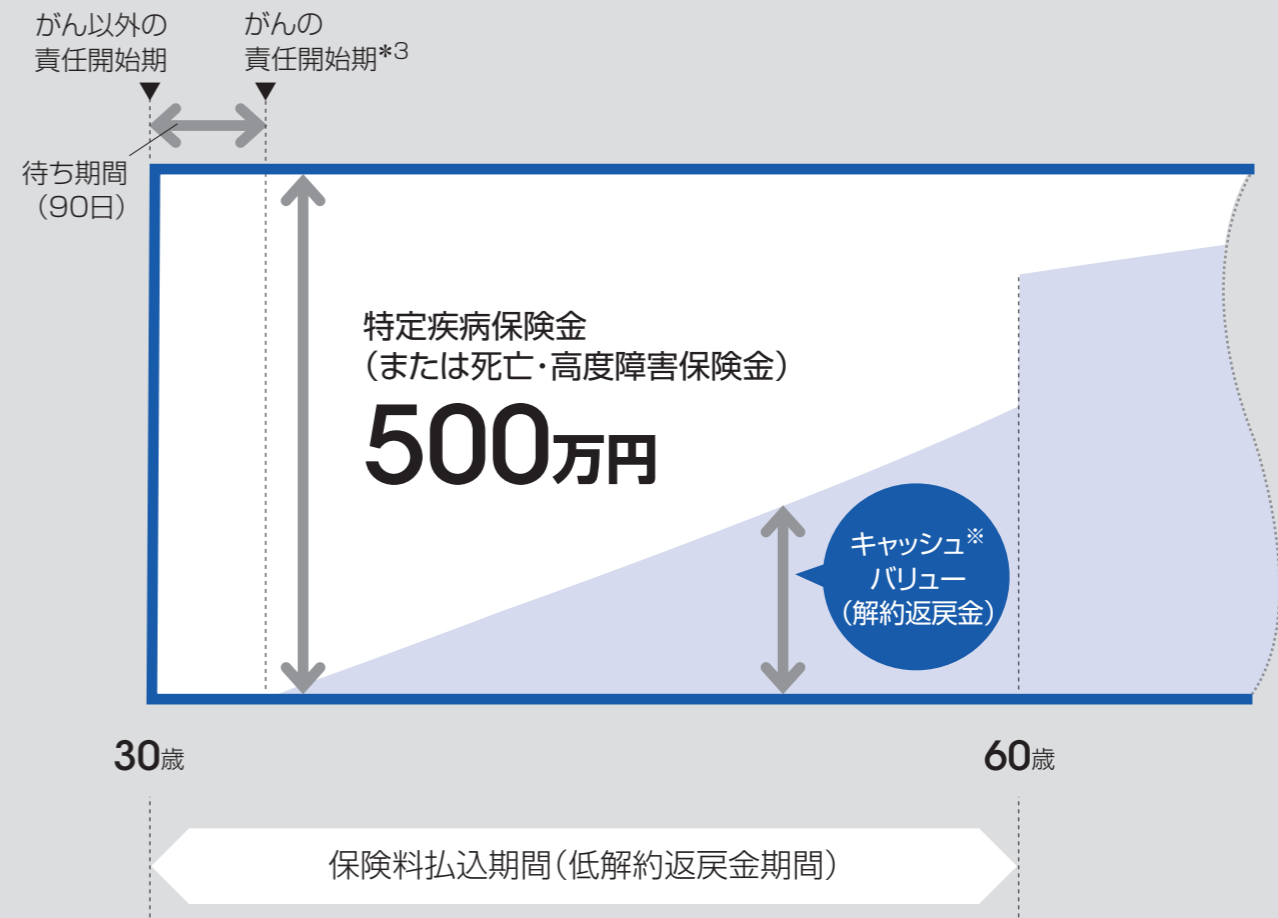 がん以外の
責任開始期
がんの
責任開始期*3
待ち期間
（90日）
特定疾病保険金
（または死亡・高度障害保険金）
500万円
キャッシュ※
バリュー
（解約返戻金）
30歳
60歳
保険料払込期間（低解約返戻金期間）